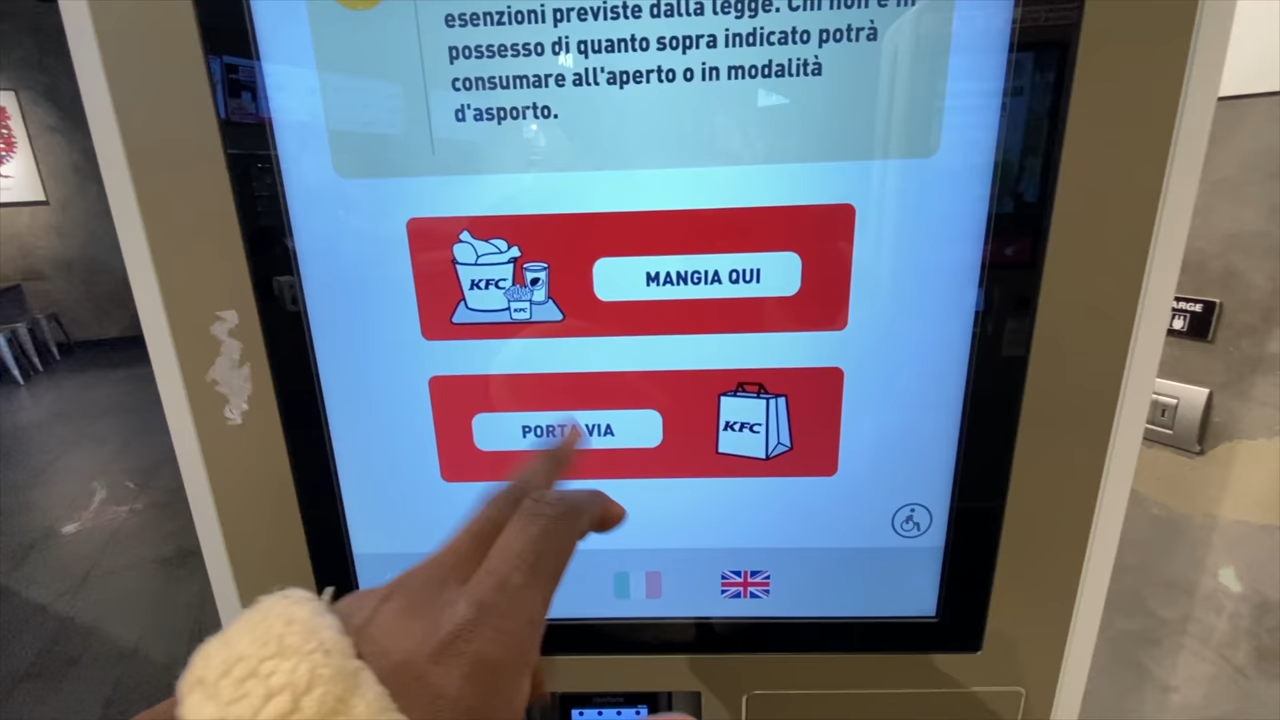 esenzioni previste dalla legge. Chi non è in
possesso di quanto sopra indicato potrà
consumare all'aperto o in modalità
d'asporto.
KFC
KFC
MANGIA QUI
PORTA VIA
KFC
ARGE